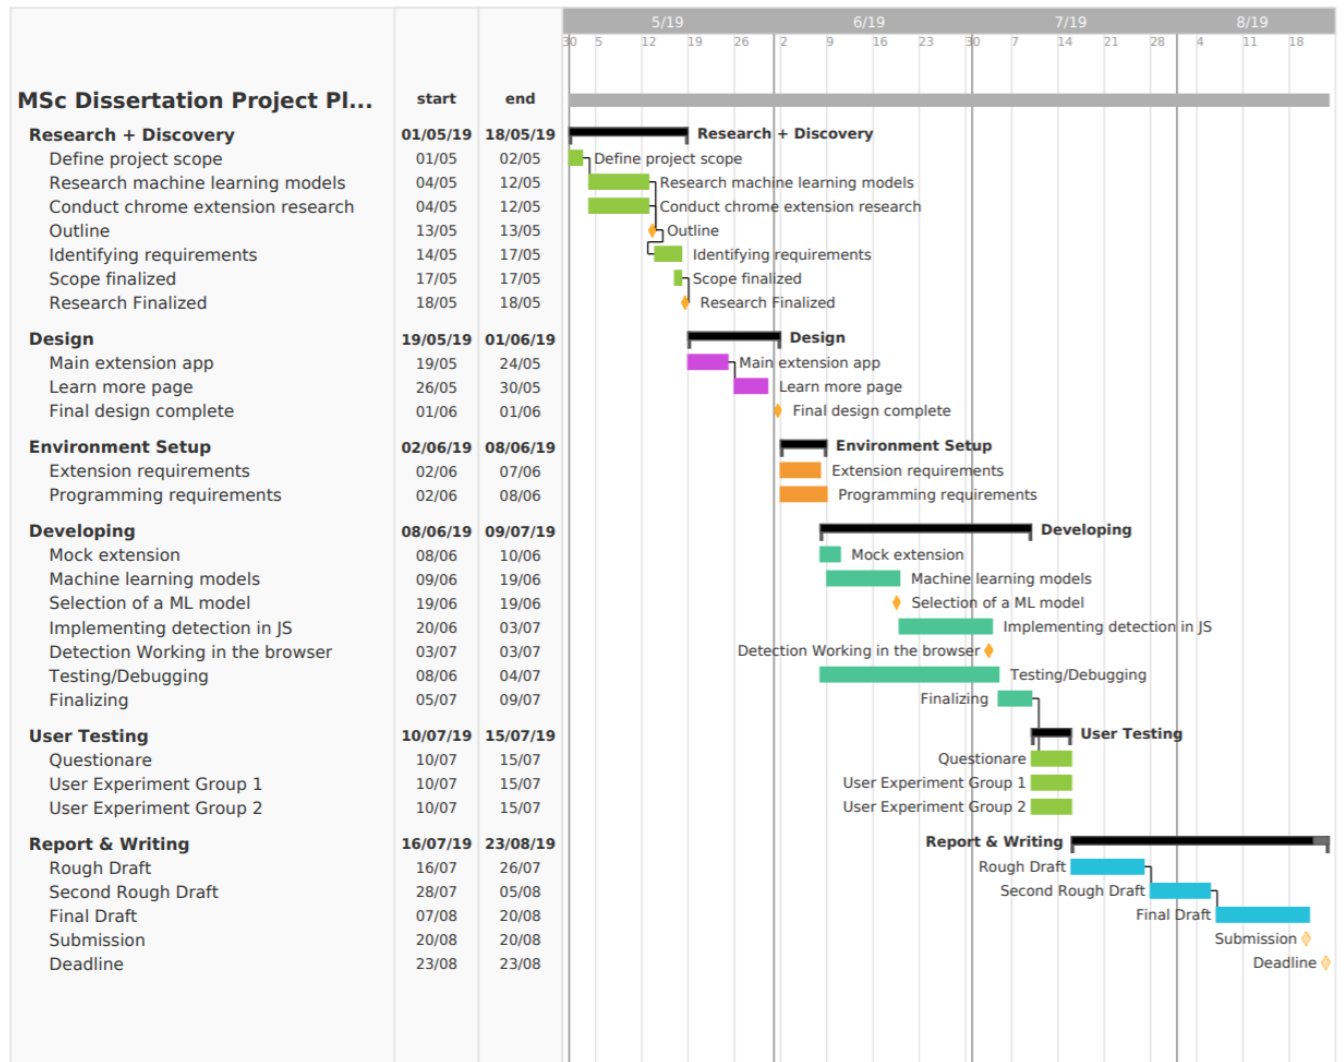 5/19 6/19 7/19 8/19
30 5 12 19 26 2 9 16 23 30 7 14 21 28 4 11 18
MSc Dissertation Project Pl... start end
Research + Discovery 01/05/19 18/05/19 Research + Discovery
Define project scope 01/05 02/05 Define project scope
Research machine learning models 04/05 12/05 Research machine learning models
Conduct chrome extension research 04/05 12/05 Conduct chrome extension research
Outline 13/05 13/05 Outline
Identifying requirements 14/05 17/05 Identifying requirements
Scope finalized 17/05 17/05 Scope finalized
Research Finalized 18/05 18/05 Research Finalized
Design 19/05/19 01/06/19 Design
Main extension app 19/05 24/05 Main extension app
Learn more page 26/05 30/05 Learn more page
Final design complete 01/06 01/06 Final design complete
Environment Setup 02/06/19 08/06/19 Environment Setup
Extension requirements 02/06 07/06 Extension requirements
Programming requirements 02/06 08/06 Programming requirements
Developing 08/06/19 09/07/19 Developing
Mock extension 08/06 10/06 Mock extension
Machine learning models 09/06 19/06 Machine learning models
Selection of a ML model 19/06 19/06 Selection of a ML model
Implementing detection in JS 20/06 03/07 Implementing detection in JS
Detection Working in the browser 03/07 03/07 Detection Working in the browser
Testing/Debugging 08/06 04/07 Testing/Debugging
Finalizing 05/07 09/07 Finalizing
User Testing 10/07/19 15/07/19 User Testing
Questionare 10/07 15/07 Questionare
User Experiment Group 1 10/07 15/07 User Experiment Group 1
User Experiment Group 2 10/07 15/07 User Experiment Group 2
Report & Writing 16/07/19 23/08/19 Report & Writing
Rough Draft 16/07 26/07 Rough Draft
Second Rough Draft 28/07 05/08 Second Rough Draft
Final Draft 07/08 20/08 Final Draft
Submission 20/08 20/08 Submission
Deadline 23/08 23/08 Deadline